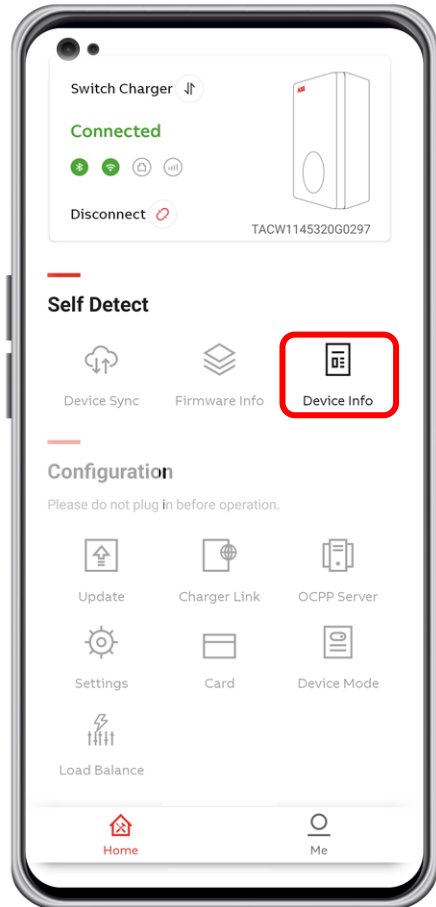 Switch Charger
ABB
Connected
Disconnect
TACW1145320G0297
Self Detect
Device Sync Firmware Info Device Info
Configuration
Please do not plug in before operation.
Update Charger Link OCPP Server
Settings Card Device Mode
Load Balance
Home Me